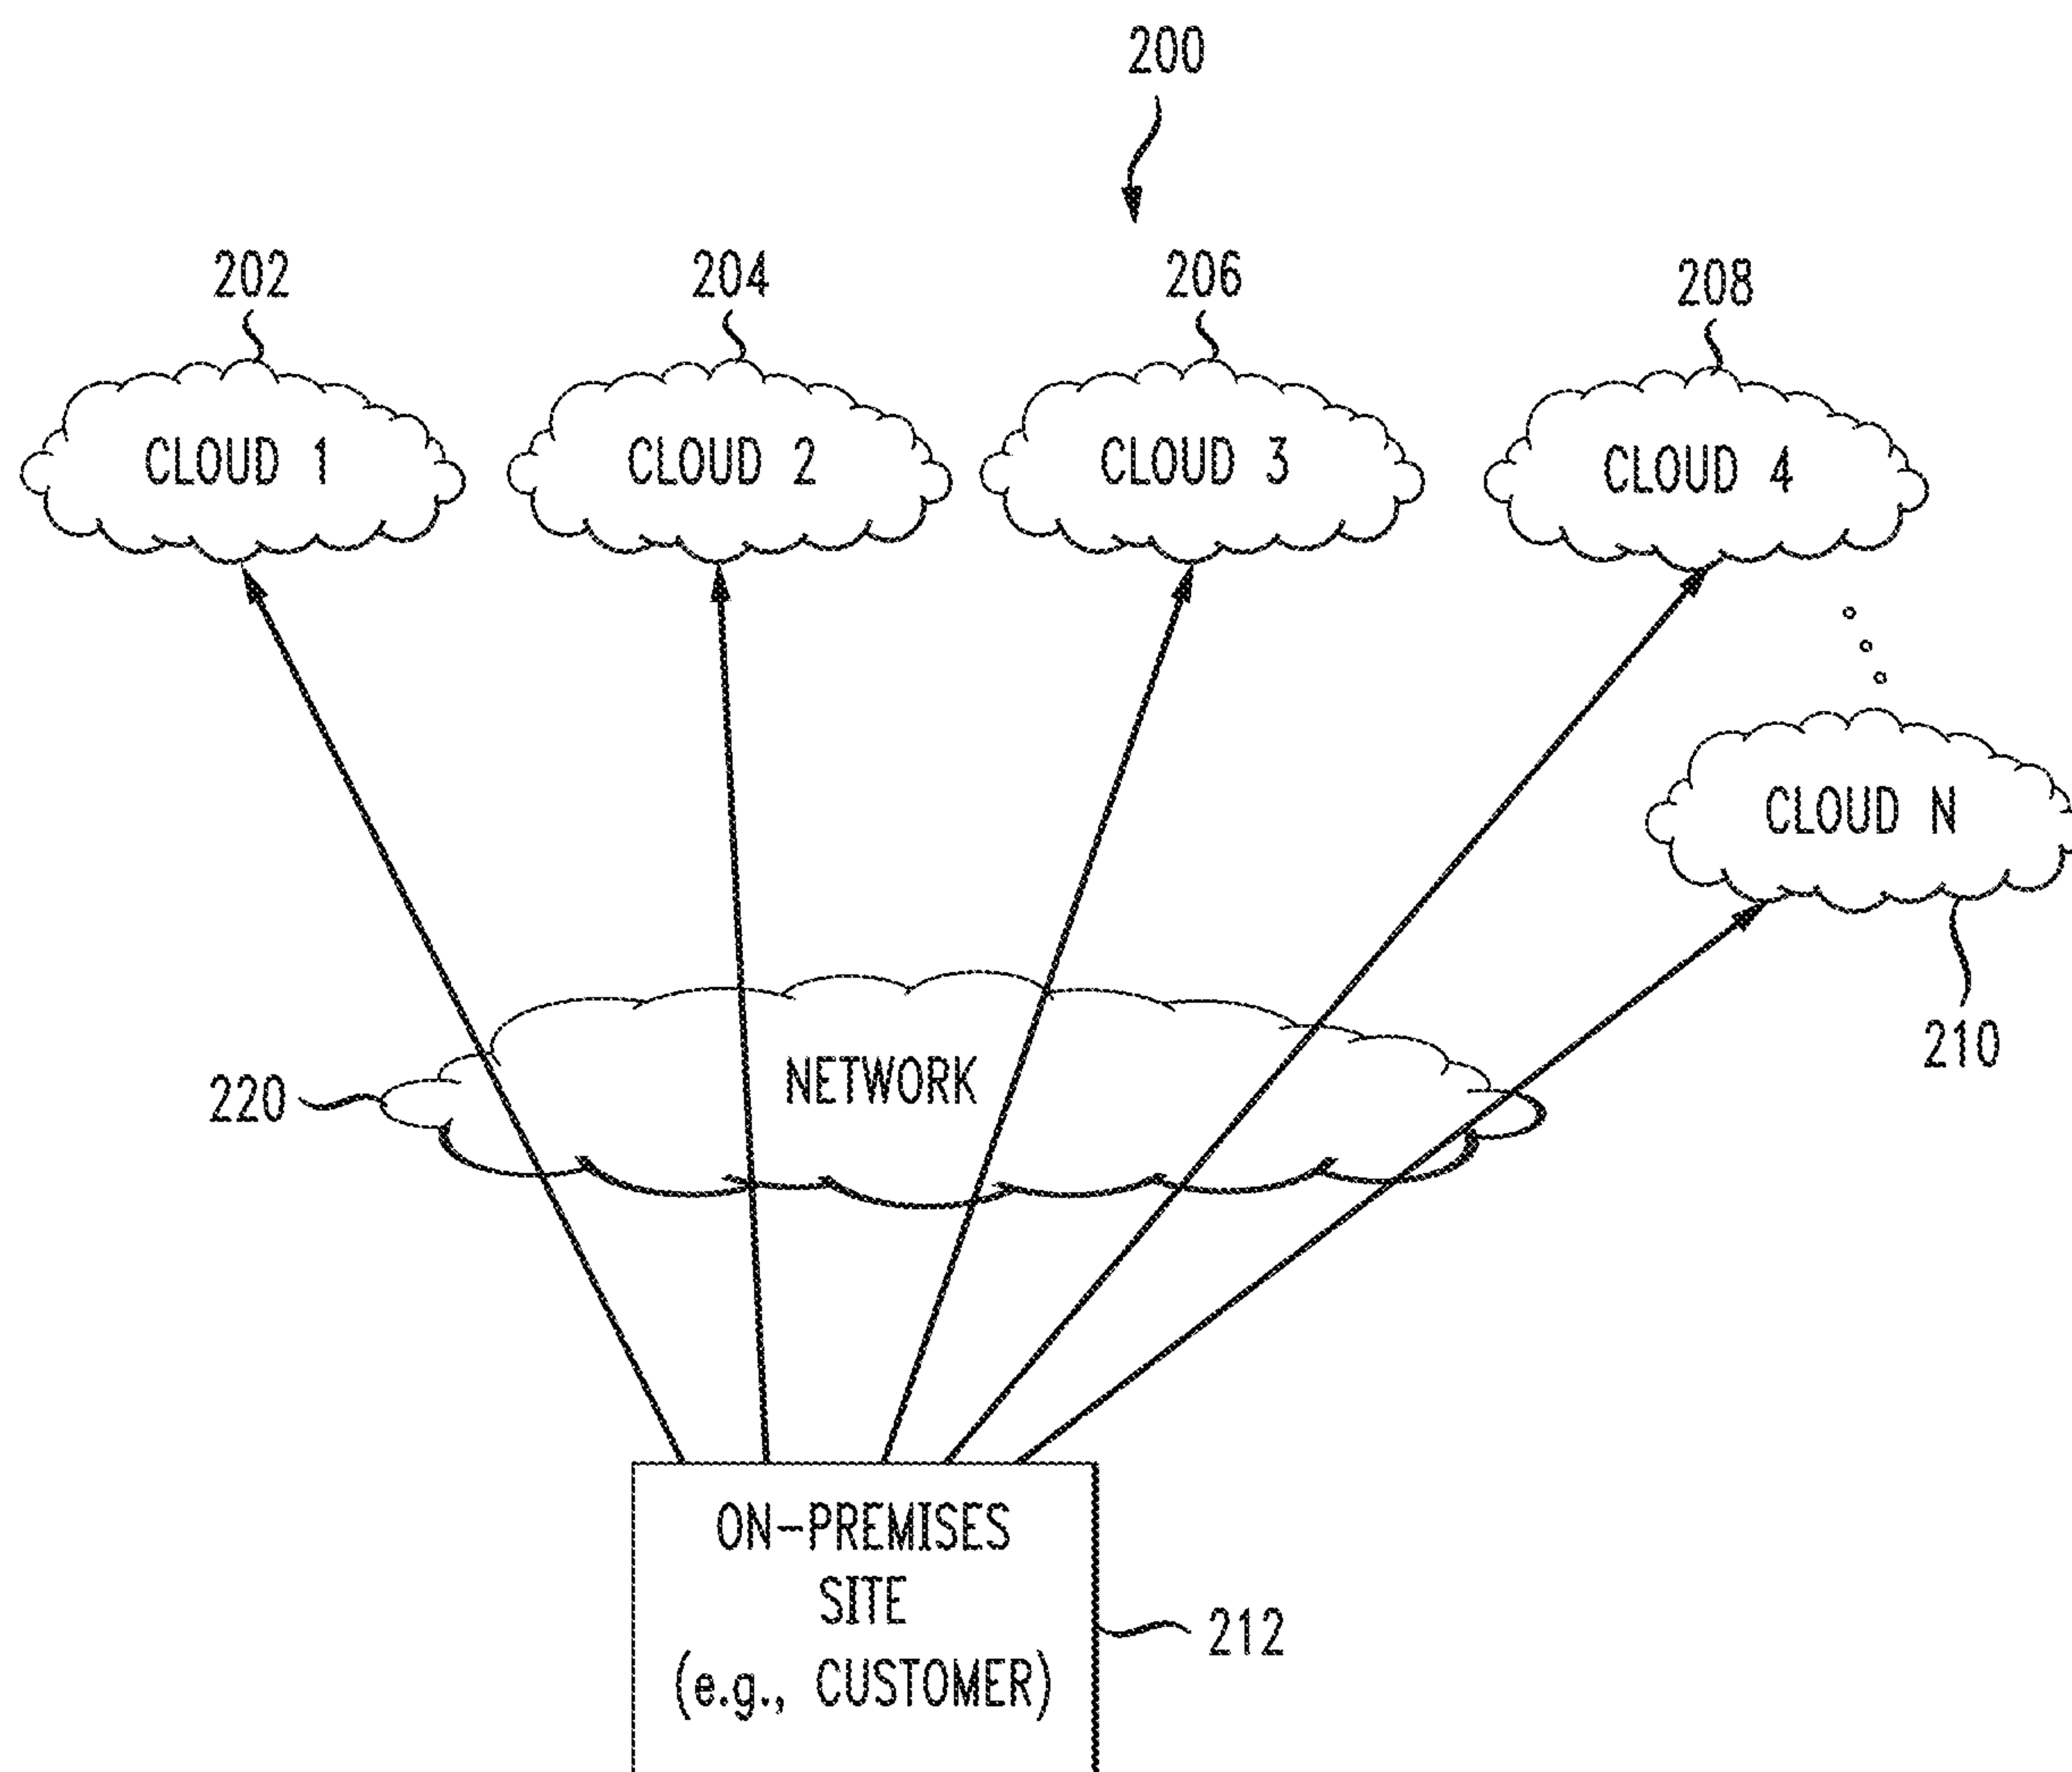 200
202
204
206
208
CLOUD 1
CLOUD 2
CLOUD 3
CLOUD 4
CLOUD N
210
220
NETWORK
ON-PREMISES
SITE
(e.g., CUSTOMER)
212